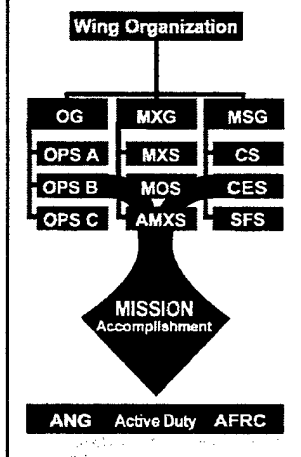 Wing Organization
OG MXG MSG
OPS A MXS CS
OPS B MOS CES
OPS C AMXS SFS
MISSION
Accomplishment
ANG Active Duty AFRC